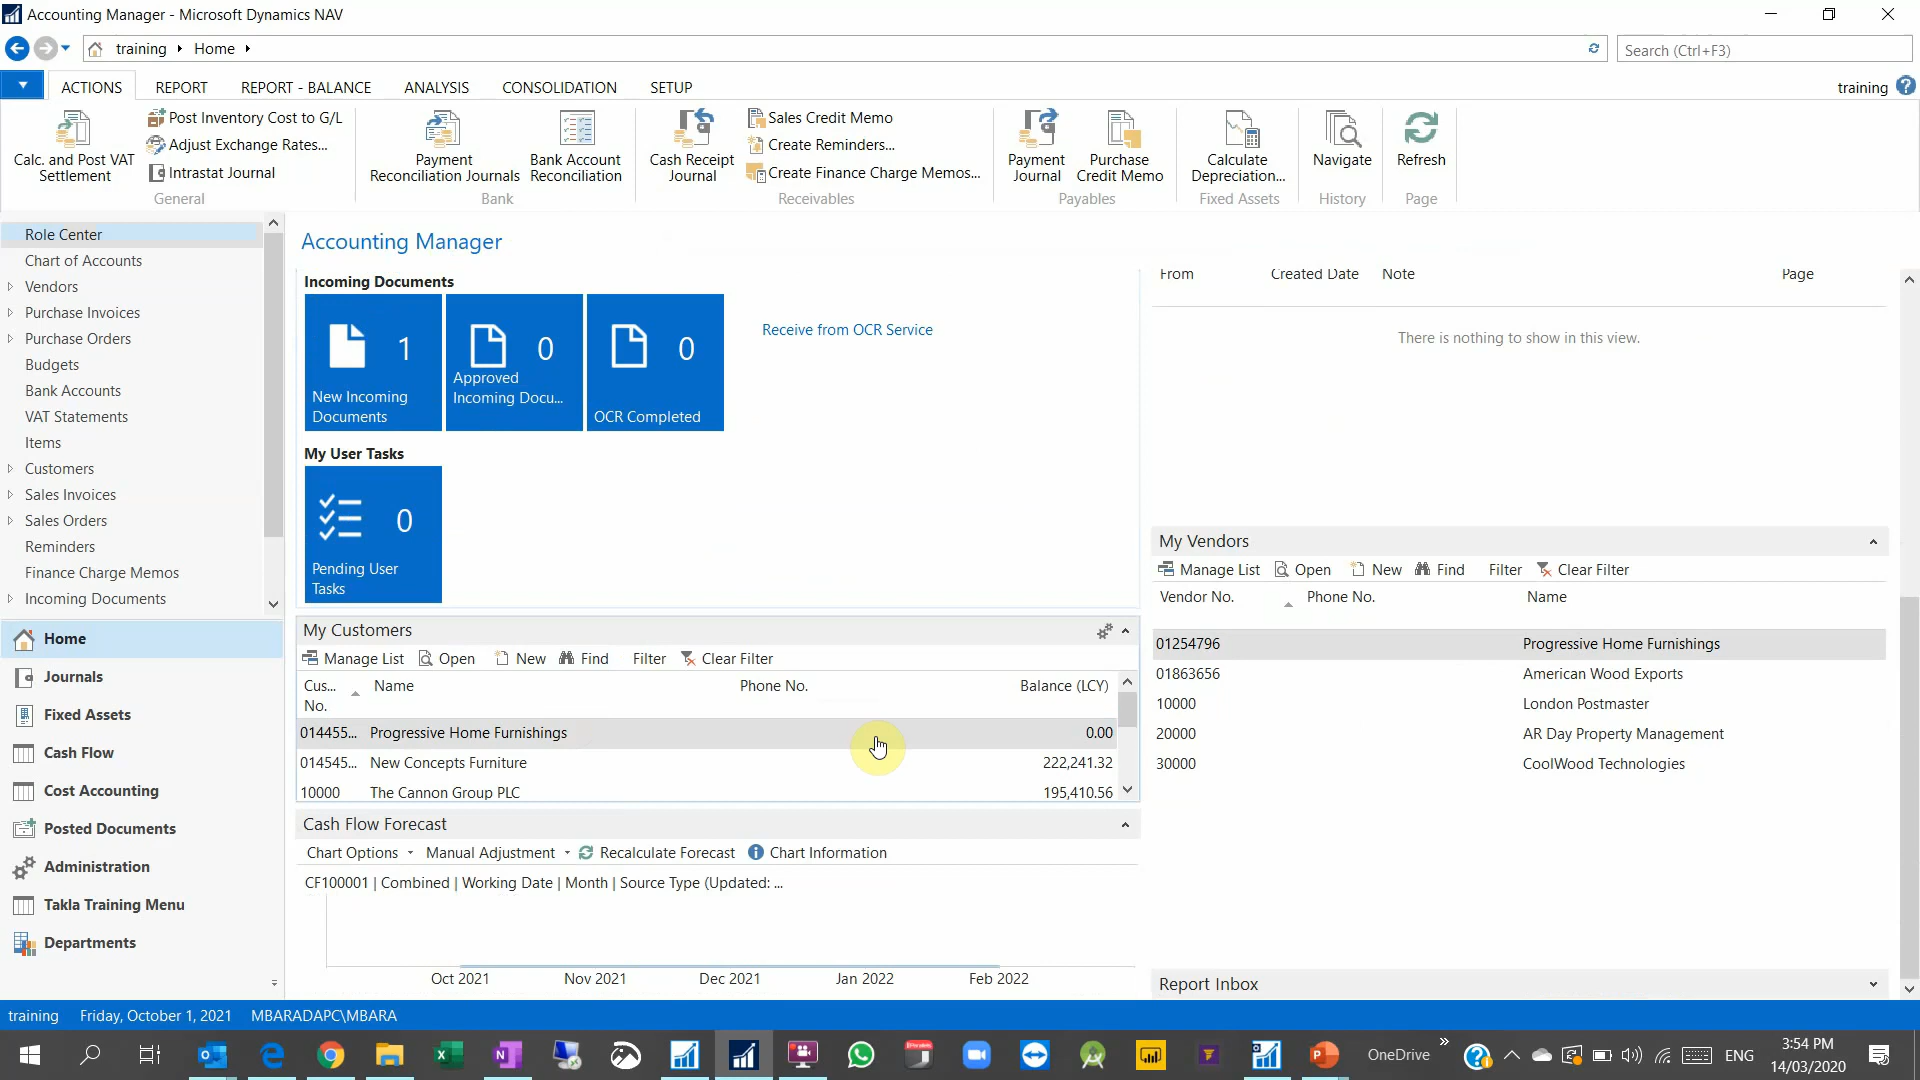 Accounting Manager - Microsoft Dynamics NAV
training Home
Search (Ctrl+F3)
ACTIONS REPORT REPORT - BALANCE ANALYSIS CONSOLIDATION SETUP
training
Calc. and Post VAT Settlement
Post Inventory Cost to G/L
Adjust Exchange Rates...
Intrastat Journal
General
Payment Reconciliation Journals
Bank Account Reconciliation
Bank
Cash Receipt Journal
Sales Credit Memo
Create Reminders...
Create Finance Charge Memos...
Receivables
Payment Journal
Purchase Credit Memo
Payables
Calculate Depreciation...
Fixed Assets
Navigate
History
Refresh
Page
Role Center
Chart of Accounts
Vendors
Purchase Invoices
Purchase Orders
Budgets
Bank Accounts
VAT Statements
Items
Customers
Sales Invoices
Sales Orders
Reminders
Finance Charge Memos
Incoming Documents
Home
Journals
Fixed Assets
Cash Flow
Cost Accounting
Posted Documents
Administration
Takla Training Menu
Departments
Accounting Manager
Incoming Documents
1
New Incoming
Documents
0
Approved
Incoming Docu...
0
OCR Completed
Receive from OCR Service
My User Tasks
0
Pending User
Tasks
My Customers
Manage List Open New Find Filter Clear Filter
Cus... No. Name Phone No. Balance (LCY)
014455... Progressive Home Furnishings 0.00
014545... New Concepts Furniture 222,241.32
10000 The Cannon Group PLC 195,410.56
Cash Flow Forecast
Chart Options Manual Adjustment Recalculate Forecast Chart Information
CF100001 | Combined | Working Date | Month | Source Type (Updated: ...
Oct 2021 Nov 2021 Dec 2021 Jan 2022 Feb 2022
From Created Date Note Page
There is nothing to show in this view.
My Vendors
Manage List Open New Find Filter Clear Filter
Vendor No. Phone No. Name
01254796 Progressive Home Furnishings
01863656 American Wood Exports
10000 London Postmaster
20000 AR Day Property Management
30000 CoolWood Technologies
Report Inbox
training Friday, October 1, 2021 MBARADAPC\MBARA
OneDrive
ENG
3:54 PM
14/03/2020